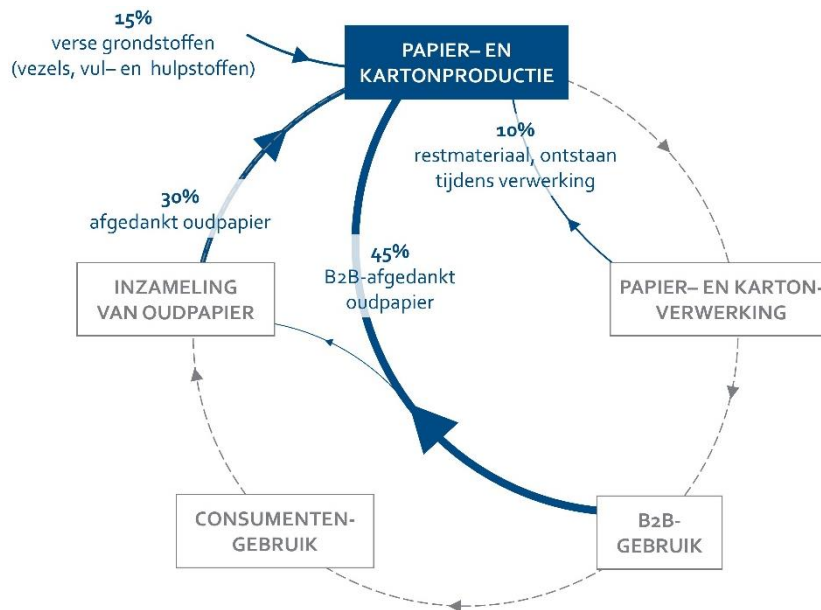 15%
verse grondstoffen
(vezels, vul– en hulpstoffen)
PAPIER– EN
KARTONPRODUCTIE
10%
restmateriaal, ontstaan
tijdens verwerking
30%
afgedankt oudpapier
45%
B2B-afgedankt
oudpapier
INZAMELING
VAN OUDPAPIER
PAPIER– EN KARTON-
VERWERKING
CONSUMENTEN-
GEBRUIK
B2B-
GEBRUIK